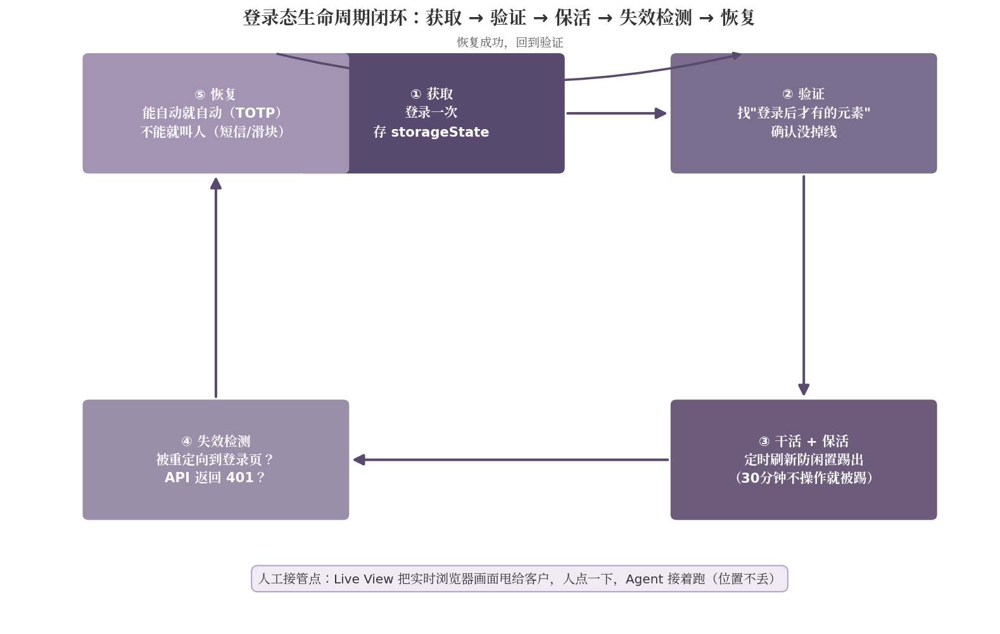 登录态生命周期闭环：获取 → 验证 → 保活 → 失效检测 → 恢复
恢复成功，回到验证
⑤ 恢复
能自动就自动（TOTP）
不能就叫人（短信/滑块）
① 获取
登录一次
存 storageState
② 验证
找"登录后才有的元素"
确认没掉线
④ 失效检测
被重定向到登录页？
API 返回 401？
③ 干活 + 保活
定时刷新防闲置踢出
（30分钟不操作就被踢）
人工接管点：Live View 把实时浏览器画面甩给客户，人点一下，Agent 接着跑（位置不丢）